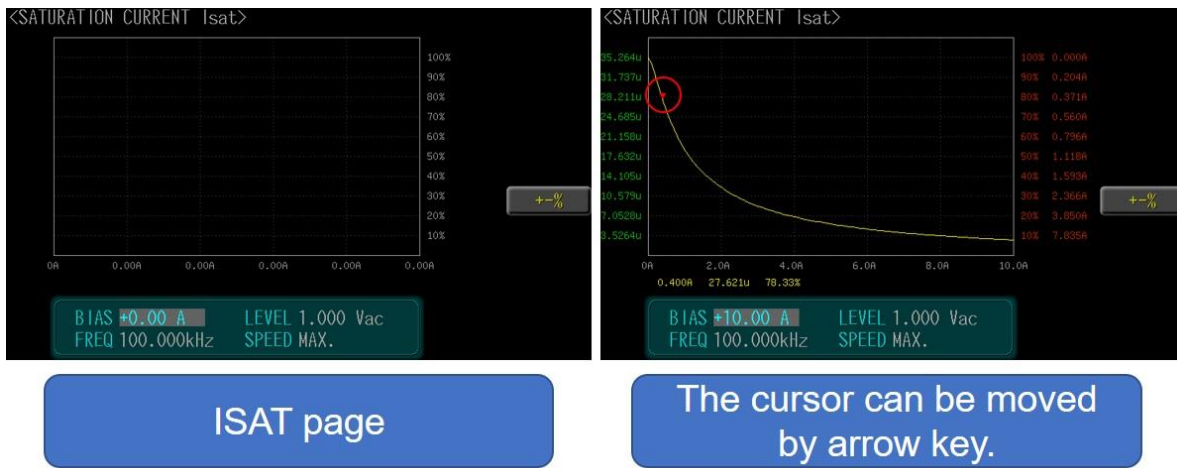 <SATURATION CURRENT Isat>
100%
90%
80%
70%
60%
50%
40%
30%
20%
10%
+-%
0A 0.00A 0.00A 0.00A 0.00A 0.00A
BIAS +0.00 A LEVEL 1.000 Vac
FREQ 100.000kHz SPEED MAX.
ISAT page
<SATURATION CURRENT Isat>
35.264u 100% 0.000A
31.737u 90% 0.204A
28.211u 80% 0.371A
24.685u 70% 0.560A
21.158u 60% 0.796A
17.632u 50% 1.118A
14.105u 40% 1.593A
10.579u 30% 2.366A
7.0528u 20% 3.850A
3.5264u 10% 7.835A
+-%
0A 2.0A 4.0A 6.0A 8.0A 10.0A
0.400A 27.621u 78.33%
BIAS +10.00 A LEVEL 1.000 Vac
FREQ 100.000kHz SPEED MAX.
The cursor can be moved
by arrow key.